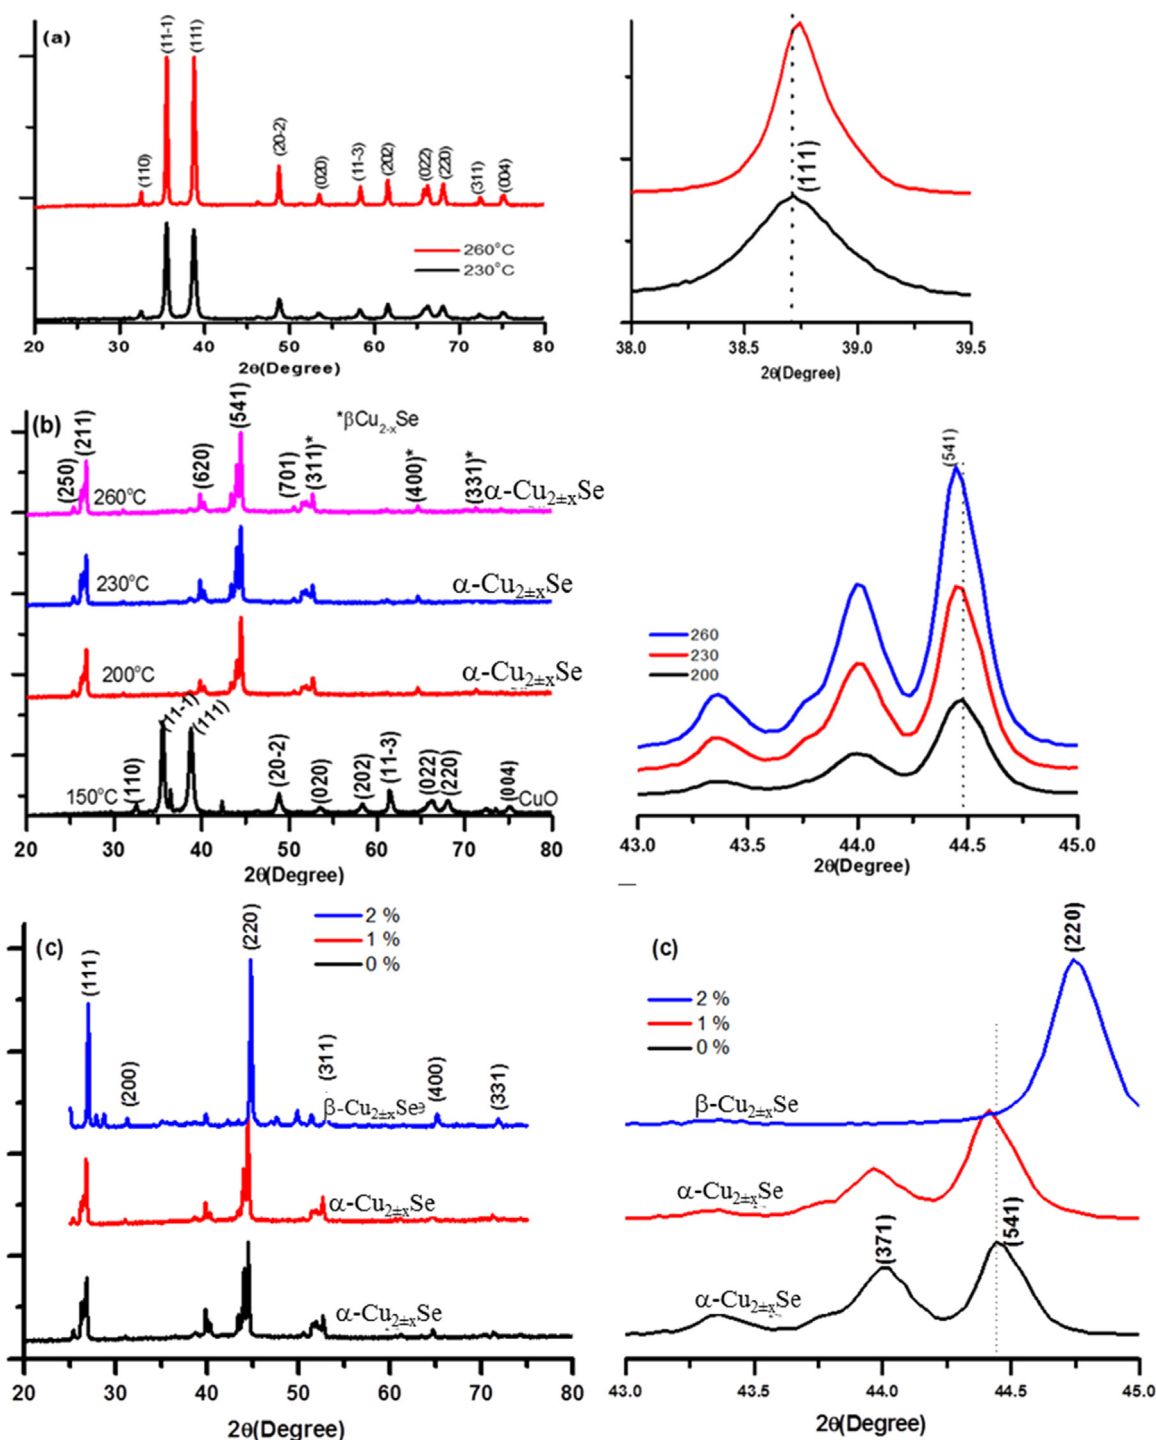 (a)
(110)
(11-1)
(111)
(20-2)
(020)
(11-3)
(202)
(022)
(220)
(311)
(004)
260°C
230°C
20 30 40 50 60 70 80
2θ(Degree)
(111)
38.0 38.5 39.0 39.5
2θ(Degree)
(b)
(250)
(211)
(620)
(541)
(701)
(311)*
(400)*
(331)*
*βCu2-xSe
260°C
α-Cu2±xSe
230°C
α-Cu2±xSe
200°C
α-Cu2±xSe
150°C
(110)
(11-1)
(111)
(20-2)
(020)
(202)
(11-3)
(022)
(220)
(004)
CuO
20 30 40 50 60 70 80
2θ(Degree)
(541)
260
230
200
43.0 43.5 44.0 44.5 45.0
2θ(Degree)
(c)
2 %
1 %
0 %
(111)
(200)
(220)
(311)
(400)
(331)
β-Cu2±xSe
α-Cu2±xSe
α-Cu2±xSe
20 30 40 50 60 70 80
2θ(Degree)
(c)
(220)
2 %
1 %
0 %
β-Cu2±xSe
α-Cu2±xSe
(371)
(541)
α-Cu2±xSe
43.0 43.5 44.0 44.5 45.0
2θ(Degree)